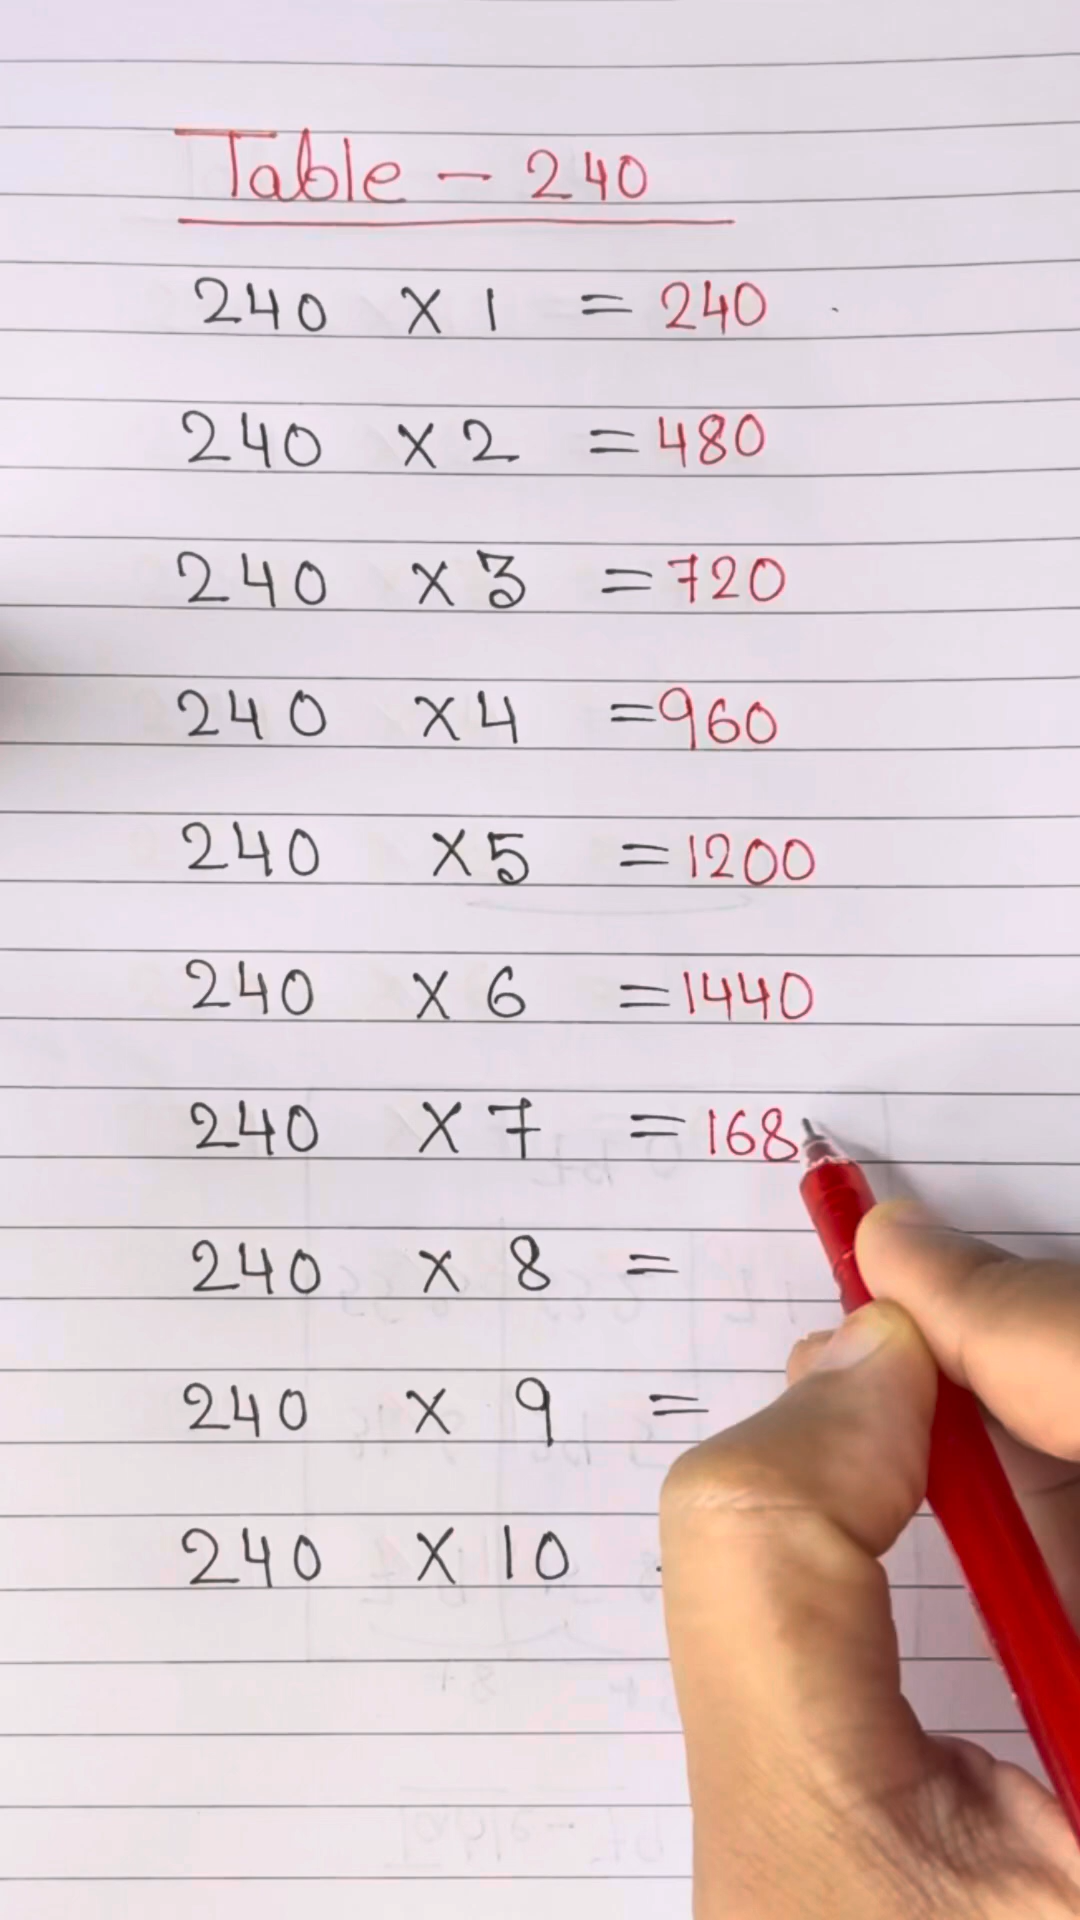 Table - 240
240 X 1 = 240
240 X 2 = 480
240 X 3 = 720
240 X 4 = 960
240 X 5 = 1200
240 X 6 = 1440
240 X 7 = 168
240 X 8 =
240 X 9 =
240 X 10